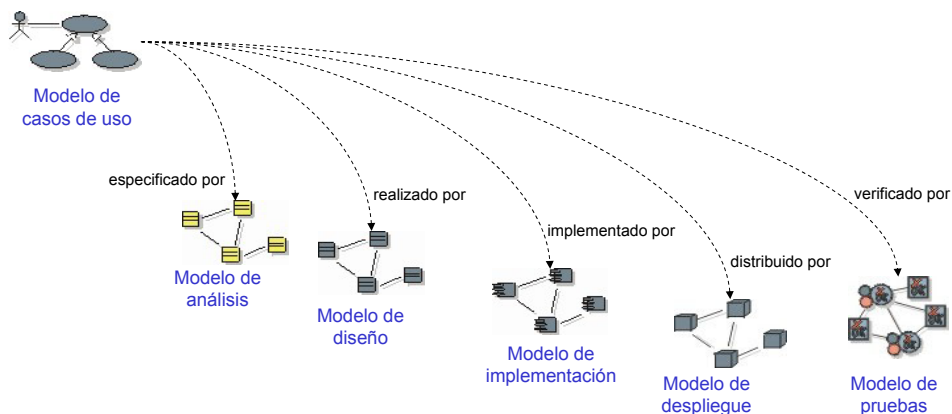 Modelo de
casos de uso
especificado por
realizado por
implementado por
distribuido por
verificado por
Modelo de
análisis
Modelo de
diseño
Modelo de
implementación
Modelo de
despliegue
Modelo de
pruebas